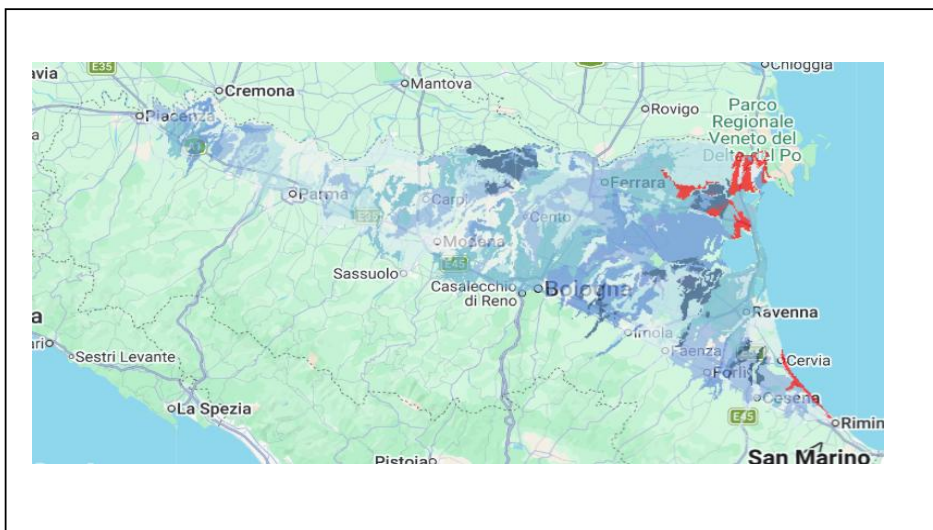 Chioggia
avia
E35
Cremona
Mantova
Rovigo
Parco
Regionale
Veneto del
Delta del Po
Piacenza
a
Ferrara
Parma
Carpi
Cento
Modena
Sassuolo
E45
Casalecchio
di Reno
Bologna
Ravenna
a
Imola
ari
Sestri Levante
Faenza
Cervia
Forlì
Cesena
La Spezia
E45
Rimin
Pistoia
San Marino